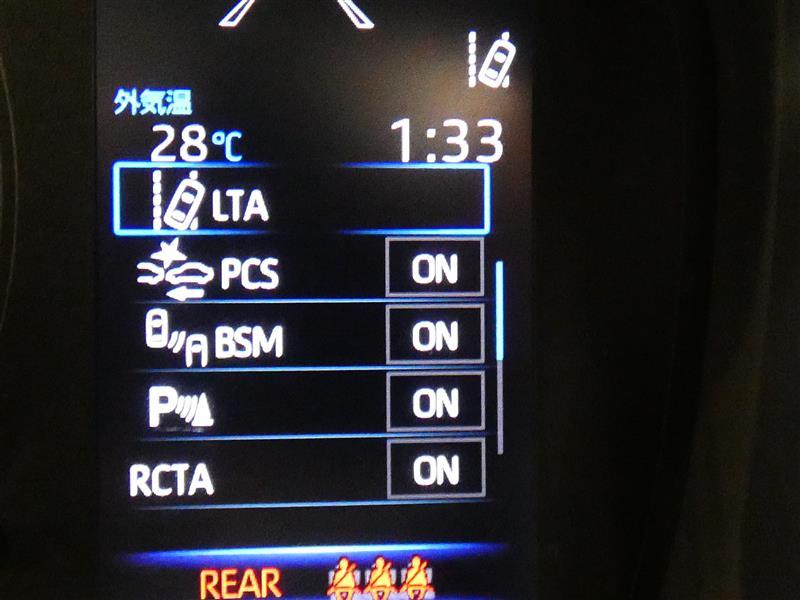 外気温
28℃ 1:33
LTA
PCS ON
BSM ON
P ON
RCTA ON
REAR